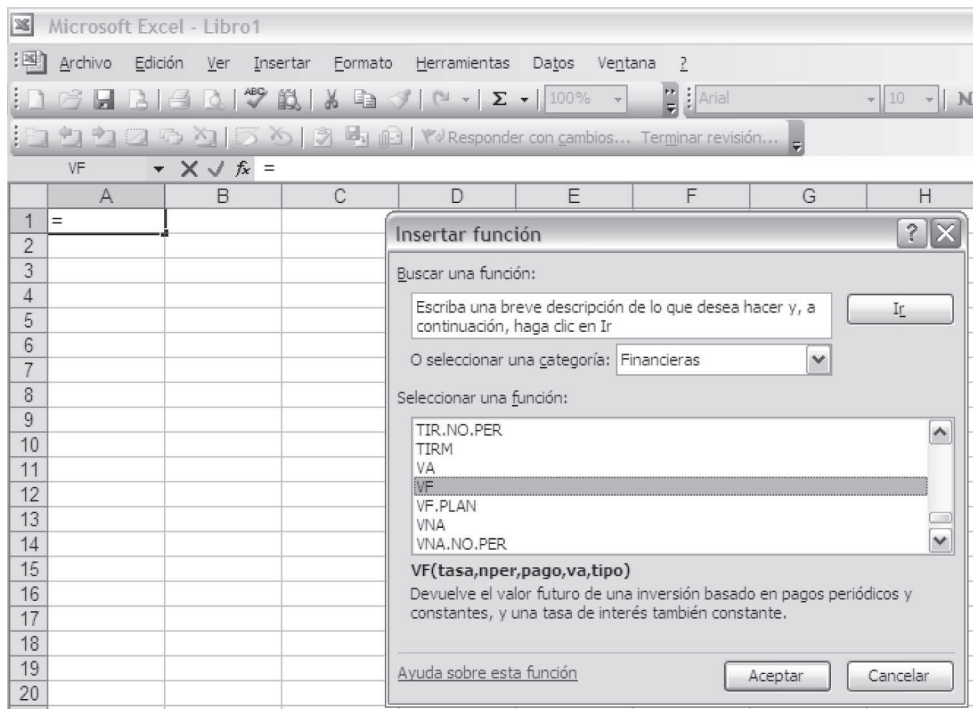 Microsoft Excel - Libro1
Archivo Edición Ver Insertar Formato Herramientas Datos Ventana ?
ABC Σ 100% Arial 10 N
Responder con cambios... Terminar revisión...
VF fx =
A B C D E F G H
1 =
2
3
4
5
6
7
8
9
10
11
12
13
14
15
16
17
18
19
20
Insertar función ?
Buscar una función:
Escriba una breve descripción de lo que desea hacer y, a
continuación, haga clic en Ir
Ir
O seleccionar una categoría: Financieras
Seleccionar una función:
TIR.NO.PER
TIRM
VA
VF
VF.PLAN
VNA
VNA.NO.PER
VF(tasa,nper,pago,va,tipo)
Devuelve el valor futuro de una inversión basado en pagos periódicos y
constantes, y una tasa de interés también constante.
Ayuda sobre esta función Aceptar Cancelar